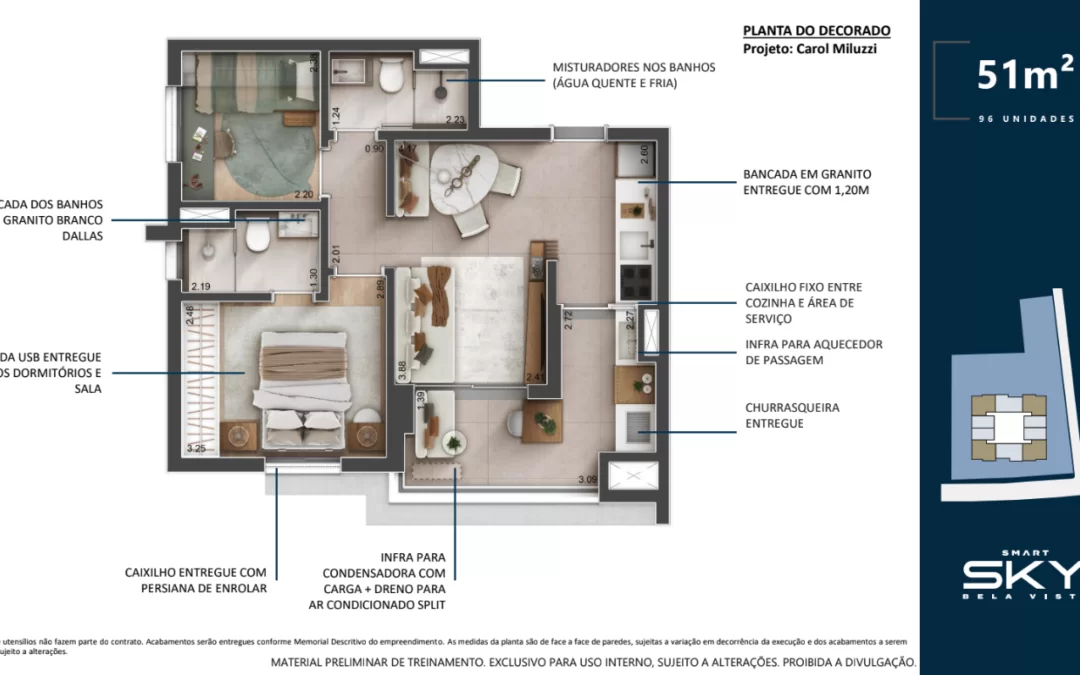 PLANTA DO DECORADO
Projeto: Carol Miluzzi
51m²
96 UNIDADES
MISTURADORES NOS BANHOS
(ÁGUA QUENTE E FRIA)
BANCADA EM GRANITO
ENTREGUE COM 1,20M
CADA DOS BANHOS
GRANITO BRANCO
DALLAS
CAIXILHO FIXO ENTRE
COZINHA E ÁREA DE
SERVIÇO
INFRA PARA AQUECEDOR
DE PASSAGEM
DA USB ENTREGUE
OS DORMITÓRIOS E
SALA
CHURRASQUEIRA
ENTREGUE
2.38
2.20
1.24
2.23
0.90
4.17
2.60
2.19
1.30
2.01
2.89
2.48
3.25
3.88
2.41
2.72
2.27
1.39
3.09
CAIXILHO ENTREGUE COM
PERSIANA DE ENROLAR
INFRA PARA
CONDENSADORA COM
CARGA + DRENO PARA
AR CONDICIONADO SPLIT
SMART
SKY
BELA VIST
e utensílios não fazem parte do contrato. Acabamentos serão entregues conforme Memorial Descritivo do empreendimento. As medidas da planta são de face a face de paredes, sujeitas a variação em decorrência da execução e dos acabamentos a serem
sujeito a alterações.
MATERIAL PRELIMINAR DE TREINAMENTO. EXCLUSIVO PARA USO INTERNO, SUJEITO A ALTERAÇÕES. PROIBIDA A DIVULGAÇÃO.